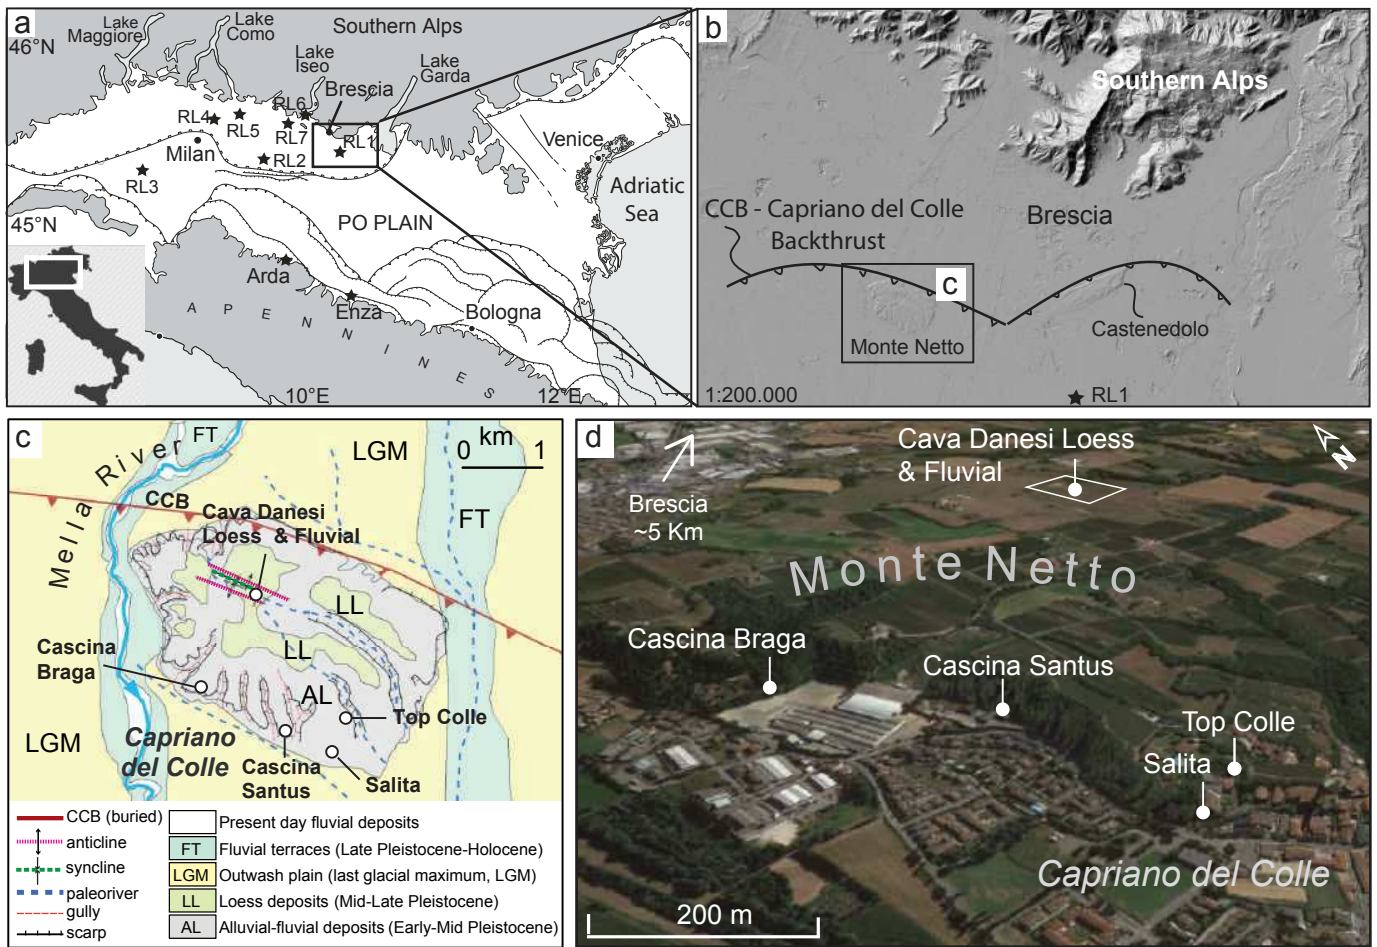 a
46°N
Lake
Maggiore
Lake
Como
Southern Alps
Lake
Iseo
Lake
Garda
Brescia
RL6
RL4
RL5
RL7
RL1
Milan
RL2
RL3
Venice
Adriatic
Sea
45°N
PO PLAIN
Arda
Enza
Bologna
APENNINES
10°E
12°E
b
Southern Alps
CCB - Capriano del Colle
Backthrust
Brescia
c
Castenedolo
Monte Netto
1:200.000
RL1
c
FT
Mella River
LGM
km
0 1
CCB
Cava Danesi
Loess & Fluvial
FT
LL
LL
Cascina
Braga
AL
Top Colle
LGM
Capriano
del Colle
Cascina
Santus
Salita
CCB (buried)
anticline
syncline
paleoriver
gully
scarp
Present day fluvial deposits
FT Fluvial terraces (Late Pleistocene-Holocene)
LGM Outwash plain (last glacial maximum, LGM)
LL Loess deposits (Mid-Late Pleistocene)
AL Alluvial-fluvial deposits (Early-Mid Pleistocene)
d
Cava Danesi Loess
& Fluvial
N
Brescia
~5 Km
Monte Netto
Cascina Braga
Cascina Santus
Top Colle
Salita
Capriano del Colle
200 m